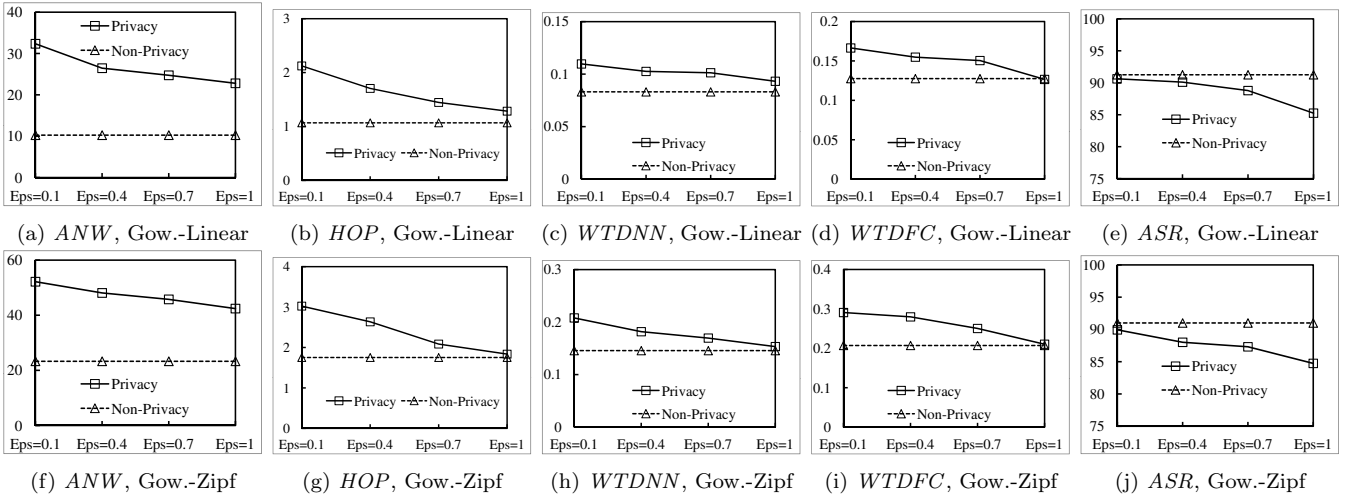 40
30
20
10
0
Privacy
Non-Privacy
Eps=0.1 Eps=0.4 Eps=0.7 Eps=1
(a) ANW, Gow.-Linear
3
2
1
0
Privacy Non-Privacy
Eps=0.1 Eps=0.4 Eps=0.7 Eps=1
(b) HOP, Gow.-Linear
0.15
0.1
0.05
0
Privacy
Non-Privacy
Eps=0.1 Eps=0.4 Eps=0.7 Eps=1
(c) WTDNN, Gow.-Linear
0.2
0.15
0.1
0.05
0
Privacy
Non-Privacy
Eps=0.1 Eps=0.4 Eps=0.7 Eps=1
(d) WTDFC, Gow.-Linear
100
95
90
85
80
75
Privacy
Non-Privacy
Eps=0.1 Eps=0.4 Eps=0.7 Eps=1
(e) ASR, Gow.-Linear
60
40
20
0
Privacy
Non-Privacy
Eps=0.1 Eps=0.4 Eps=0.7 Eps=1
(f) ANW, Gow.-Zipf
4
3
2
1
0
Privacy Non-Privacy
Eps=0.1 Eps=0.4 Eps=0.7 Eps=1
(g) HOP, Gow.-Zipf
0.3
0.2
0.1
0
Privacy
Non-Privacy
Eps=0.1 Eps=0.4 Eps=0.7 Eps=1
(h) WTDNN, Gow.-Zipf
0.4
0.3
0.2
0.1
0
Privacy
Non-Privacy
Eps=0.1 Eps=0.4 Eps=0.7 Eps=1
(i) WTDFC, Gow.-Zipf
100
95
90
85
80
75
Privacy
Non-Privacy
Eps=0.1 Eps=0.4 Eps=0.7 Eps=1
(j) ASR, Gow.-Zipf